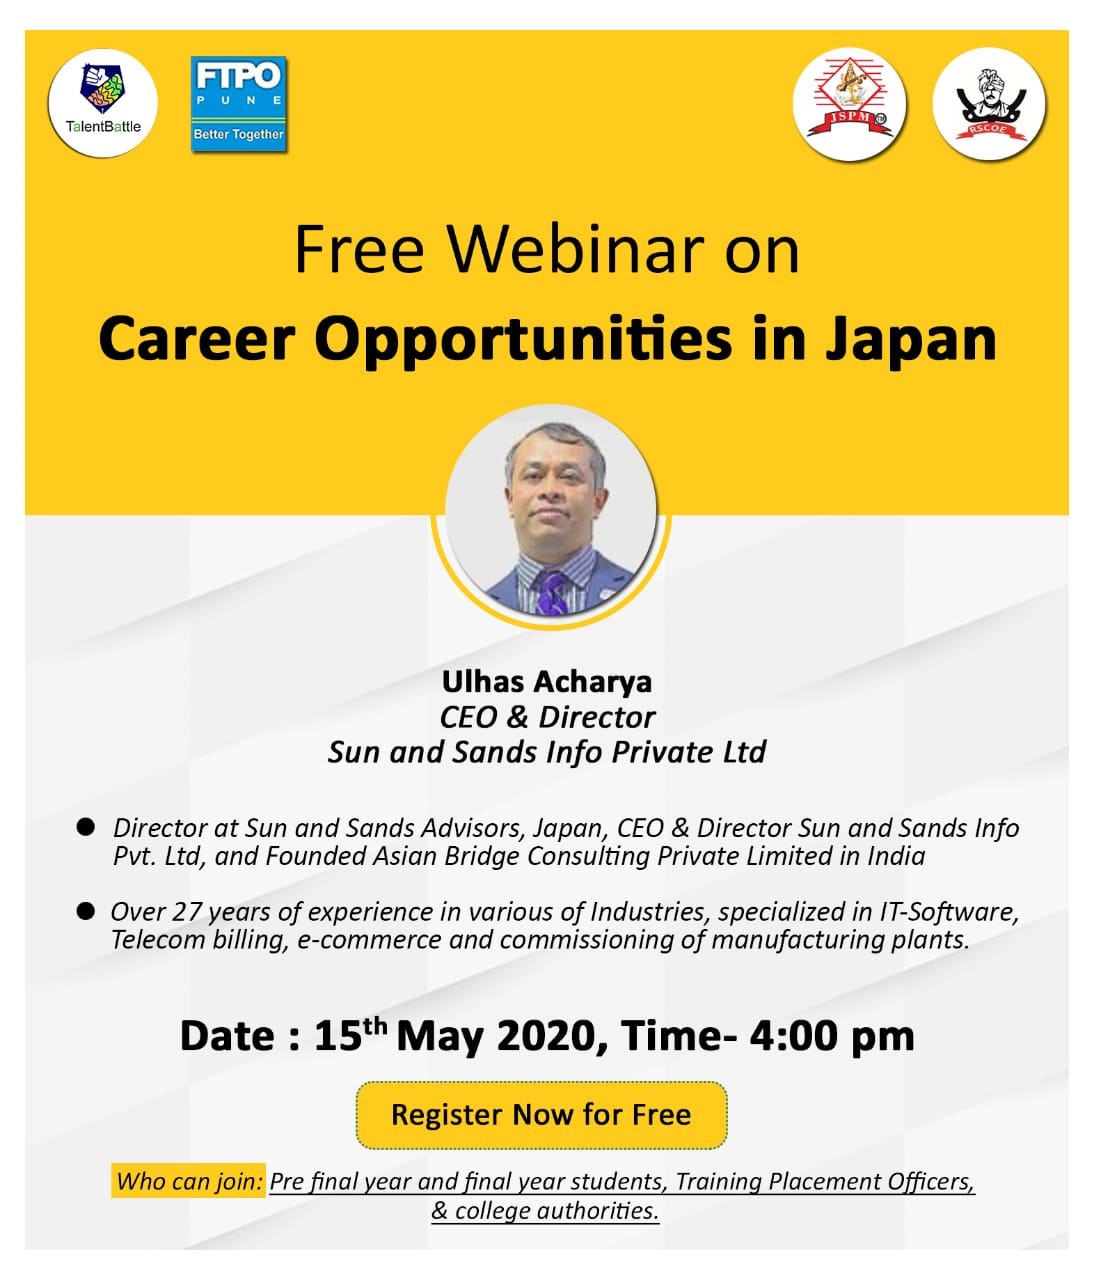 TalentBattle
FTPO
PUNE
Better Together
JSPM
TM
RSCOE
Free Webinar on
Career Opportunities in Japan
Ulhas Acharya
CEO & Director
Sun and Sands Info Private Ltd
● Director at Sun and Sands Advisors, Japan, CEO & Director Sun and Sands Info
Pvt. Ltd, and Founded Asian Bridge Consulting Private Limited in India
● Over 27 years of experience in various of Industries, specialized in IT-Software,
Telecom billing, e-commerce and commissioning of manufacturing plants.
Date : 15th May 2020, Time- 4:00 pm
Register Now for Free
Who can join: Pre final year and final year students, Training Placement Officers,
& college authorities.